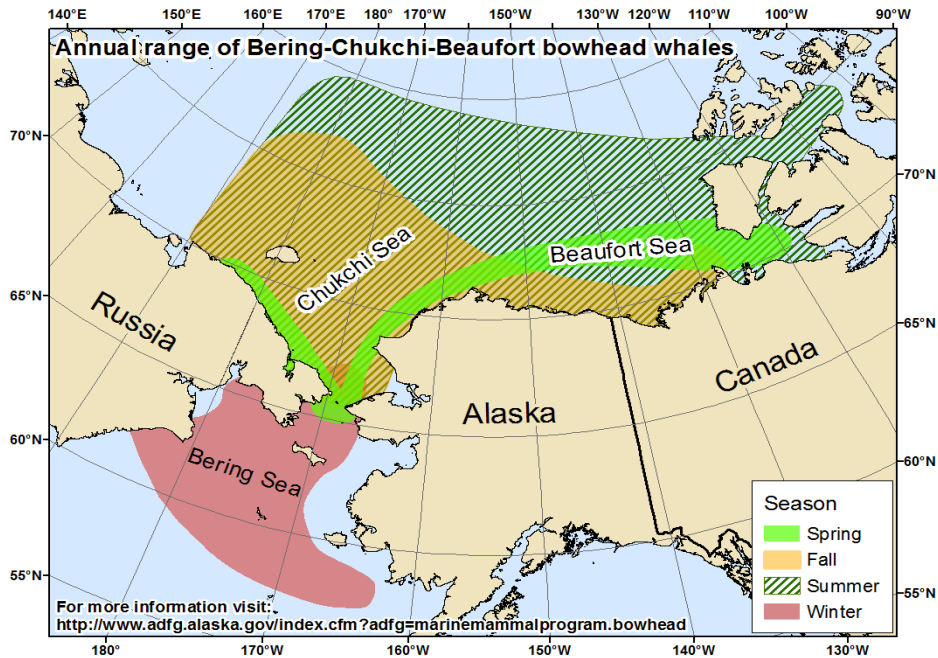 140°E 150°E 160°E 170°E 180° 170°W 160°W 150°W 140°W 130°W 120°W 110°W 100°W 90°W
Annual range of Bering-Chukchi-Beaufort bowhead whales
70°N
70°N
Chukchi Sea
Beaufort Sea
65°N
65°N
Russia
Canada
Alaska
60°N
60°N
Bering Sea
Season
Spring
Fall
Summer
Winter
55°N
55°N
For more information visit:
http://www.adfg.alaska.gov/index.cfm?adfg=marinemammalprogram.bowhead
180° 170°W 160°W 150°W 140°W 130°W